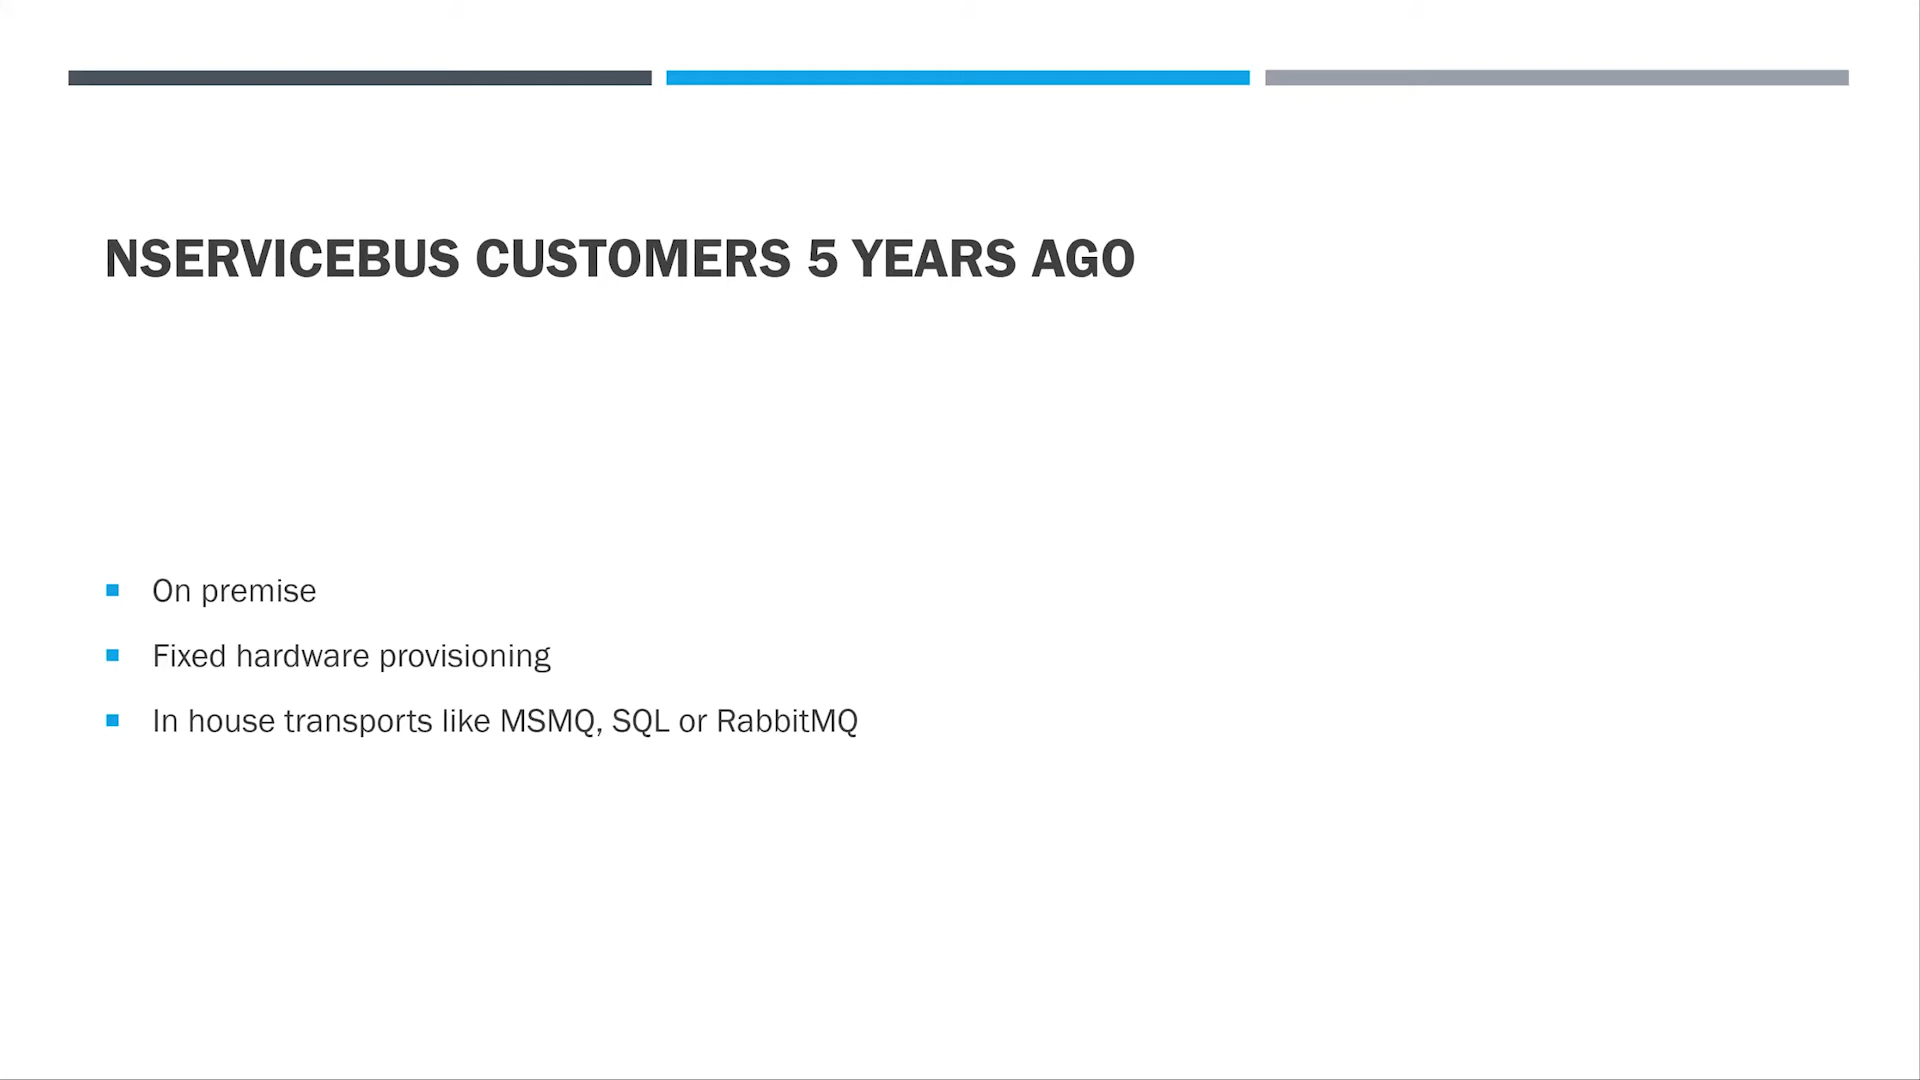 NSERVICEBUS CUSTOMERS 5 YEARS AGO
On premise
Fixed hardware provisioning
In house transports like MSMQ, SQL or RabbitMQ